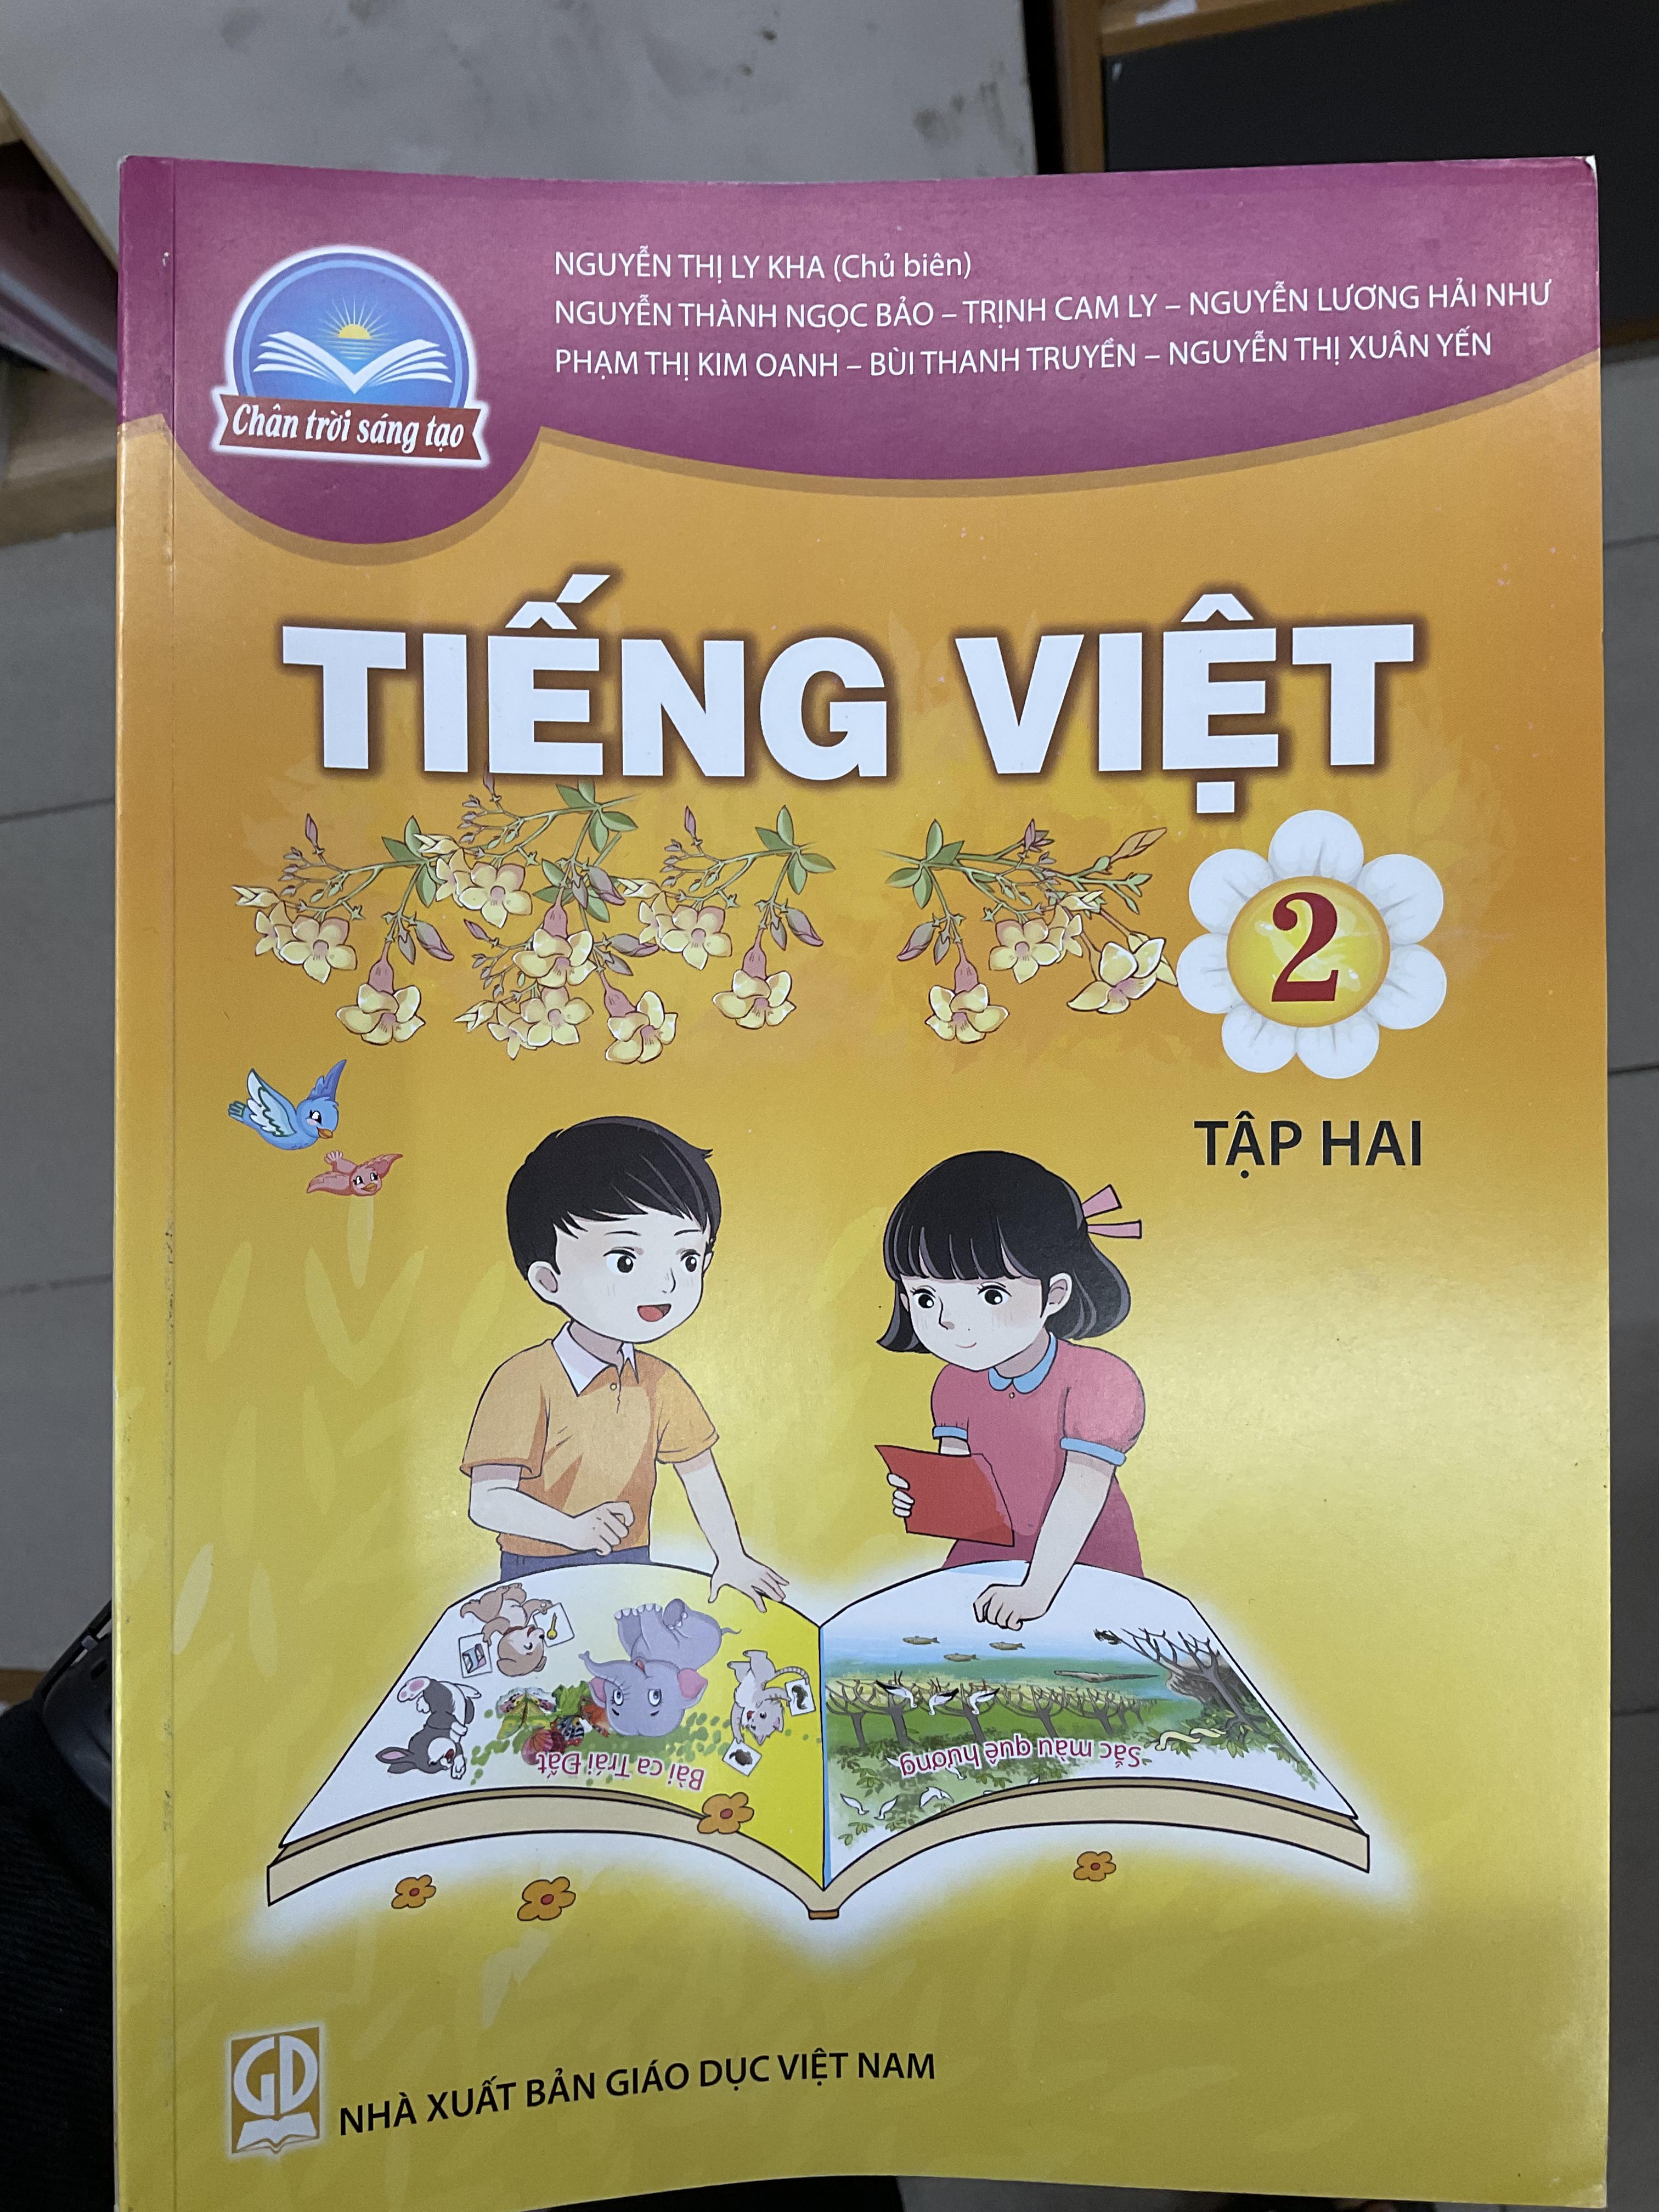 NGUYỄN THỊ LY KHA (Chủ biên)
NGUYỄN THÀNH NGỌC BẢO – TRỊNH CAM LY – NGUYỄN LƯƠNG HẢI NHƯ
PHẠM THỊ KIM OANH – BÙI THANH TRUYỀN – NGUYỄN THỊ XUÂN YẾN
Chân trời sáng tạo
TIẾNG VIỆT
2
TẬP HAI
Bài ca Trái Đất
Sắc màu quê hương
GD
NHÀ XUẤT BẢN GIÁO DỤC VIỆT NAM